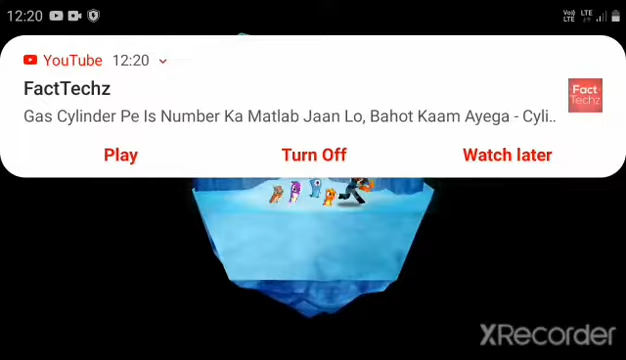 12:20
Vo)) LTE LTE
YouTube 12:20
FactTechz
Fact Techz
Gas Cylinder Pe Is Number Ka Matlab Jaan Lo, Bahot Kaam Ayega - Cyli..
Play Turn Off Watch later
XRecorder